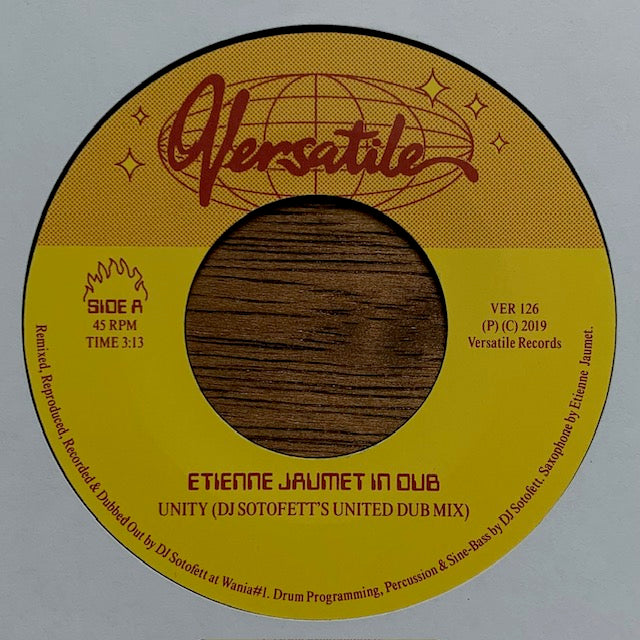 Versatile
SIDE A
45 RPM
TIME 3:13
VER 126
(P) (C) 2019
Versatile Records
ETIENNE JAUMET IN DUB
UNITY (DJ SOTOFETT'S UNITED DUB MIX)
Remixed, Reproduced, Recorded & Dubbed Out by DJ Sotofett at Wania#1. Drum Programming, Percussion & Sine-Bass by DJ Sotofett. Saxophone by Etienne Jaumet.